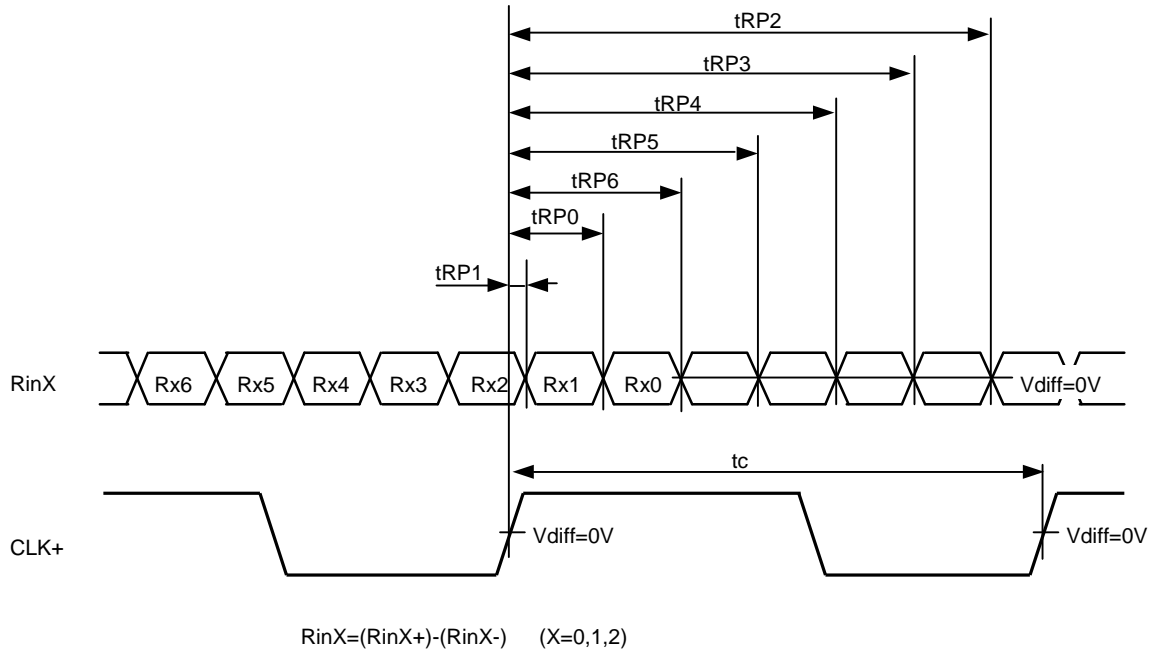 tRP2
tRP3
tRP4
tRP5
tRP6
tRP0
tRP1
RinX Rx6 Rx5 Rx4 Rx3 Rx2 Rx1 Rx0 Vdiff=0V
tc
CLK+ Vdiff=0V Vdiff=0V
RinX=(RinX+)-(RinX-) (X=0,1,2)